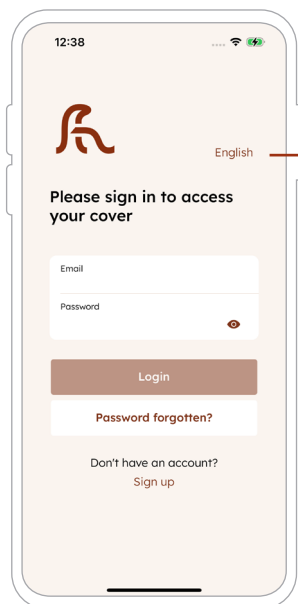 12:38
English
Please sign in to access
your cover
Email
Password
Login
Password forgotten?
Don't have an account?
Sign up